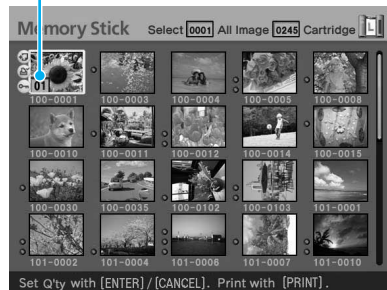 Memory Stick Select 0001 All Image 0245 Cartridge L
01
100-0001 100-0003 100-0004 100-0005 100-0008
100-0010 100-0011 100-0012 100-0014 100-0015
100-0030 100-0035 100-0102 100-0103 101-0001
101-0002 101-0004 101-0006 101-0007 101-0010
Set Q'ty with [ENTER]/[CANCEL]. Print with [PRINT].